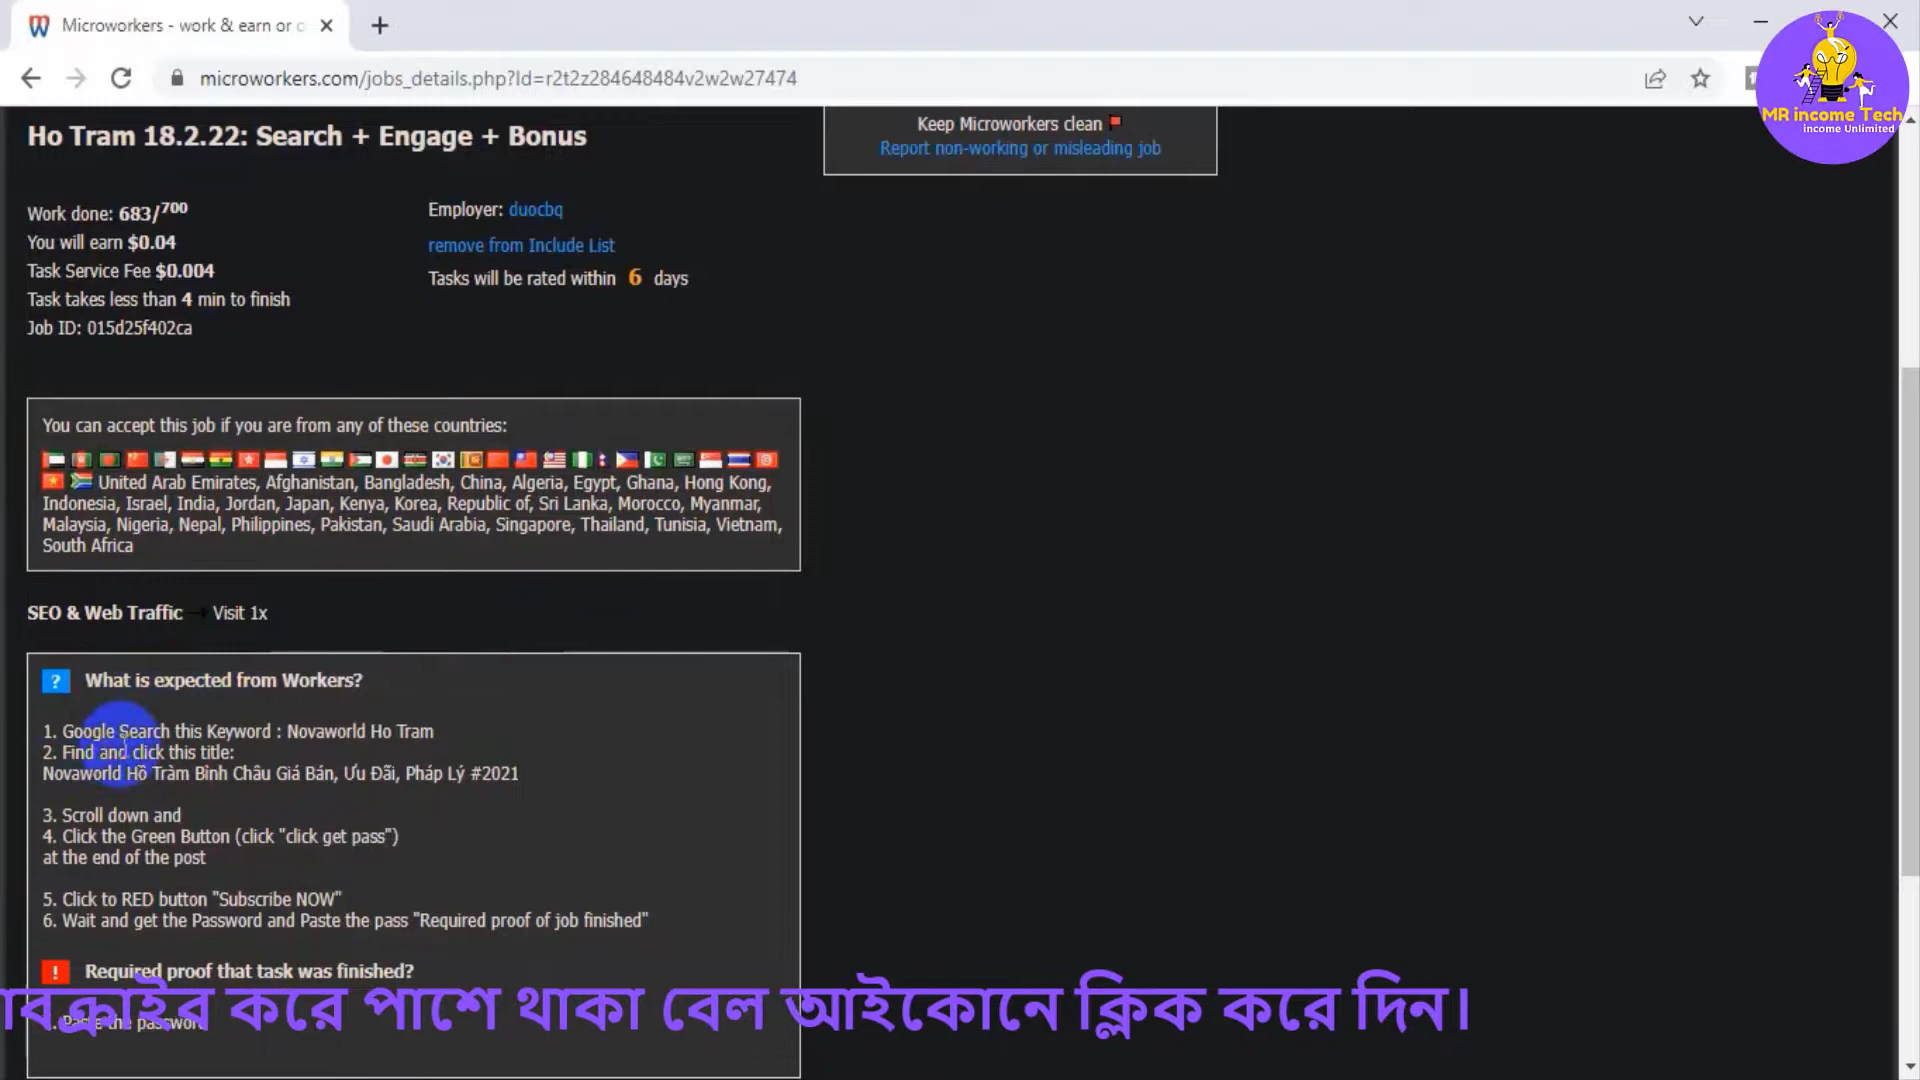 Microworkers - work & earn or o
microworkers.com/jobs_details.php?Id=r2t2z284648484v2w2w27474
MR income Tech
income Unlimited
Ho Tram 18.2.22: Search + Engage + Bonus
Keep Microworkers clean
Report non-working or misleading job
Work done: 683/700
You will earn $0.04
Task Service Fee $0.004
Task takes less than 4 min to finish
Job ID: 015d25f402ca
Employer: duocbq
remove from Include List
Tasks will be rated within 6 days
You can accept this job if you are from any of these countries:
United Arab Emirates, Afghanistan, Bangladesh, China, Algeria, Egypt, Ghana, Hong Kong,
Indonesia, Israel, India, Jordan, Japan, Kenya, Korea, Republic of, Sri Lanka, Morocco, Myanmar,
Malaysia, Nigeria, Nepal, Philippines, Pakistan, Saudi Arabia, Singapore, Thailand, Tunisia, Vietnam,
South Africa
SEO & Web Traffic → Visit 1x
? What is expected from Workers?
1. Google Search this Keyword : Novaworld Ho Tram
2. Find and click this title:
Novaworld Hồ Tràm Bình Châu Giá Bán, Ưu Đãi, Pháp Lý #2021
3. Scroll down and
4. Click the Green Button (click "click get pass")
at the end of the post
5. Click to RED button "Subscribe NOW"
6. Wait and get the Password and Paste the pass "Required proof of job finished"
! Required proof that task was finished?
Paste the password
াবক্রাইর করে পাশে থাকা বেল আইকোনে ক্লিক করে দিন।